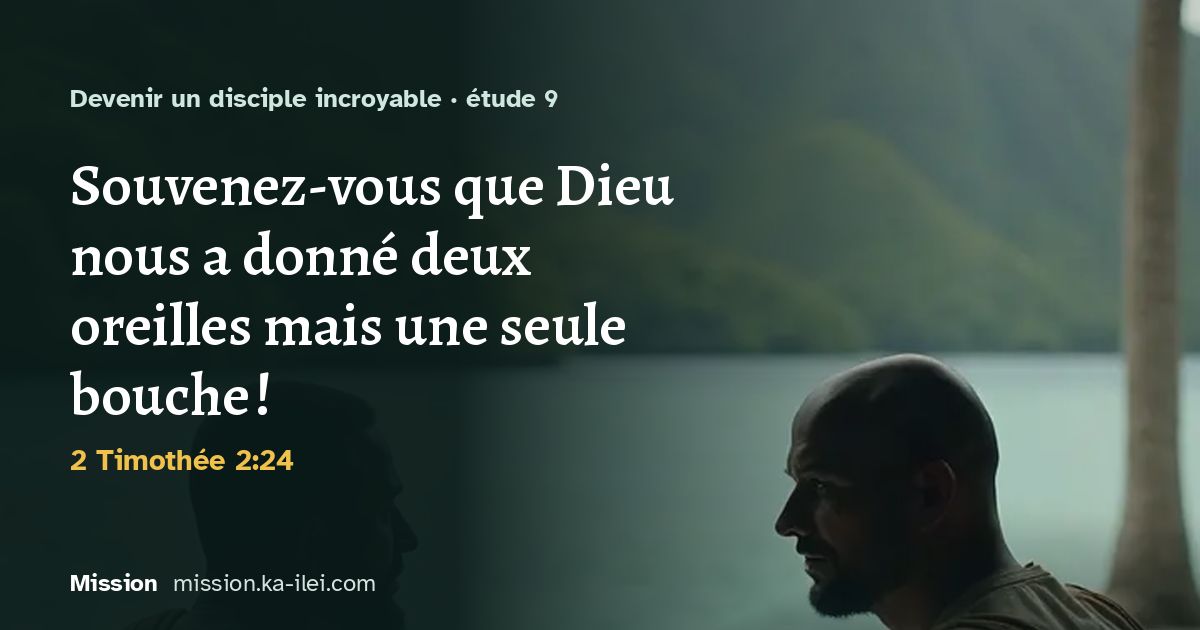 Devenir un disciple incroyable · étude 9
Souvenez-vous que Dieu
nous a donné deux
oreilles mais une seule
bouche !
2 Timothée 2:24
Mission mission.ka-ilei.com